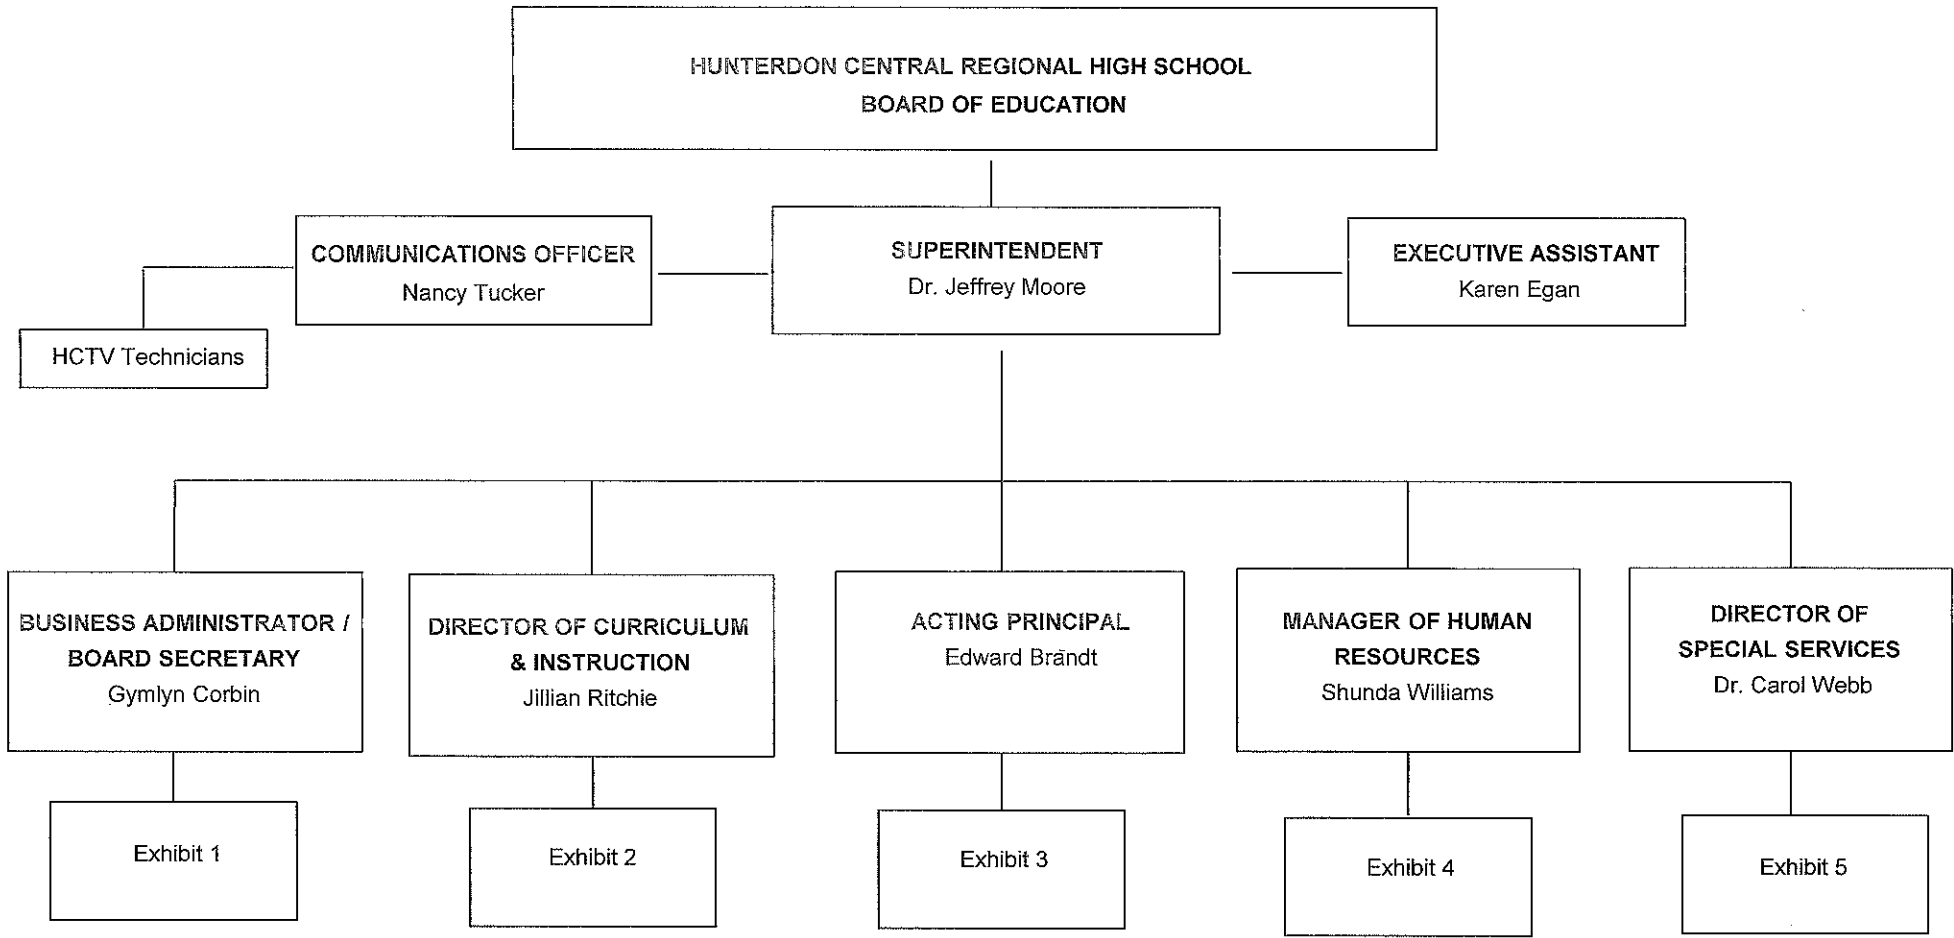 HUNTERDON CENTRAL REGIONAL HIGH SCHOOL
BOARD OF EDUCATION
COMMUNICATIONS OFFICER
Nancy Tucker
SUPERINTENDENT
Dr. Jeffrey Moore
EXECUTIVE ASSISTANT
Karen Egan
HCTV Technicians
BUSINESS ADMINISTRATOR /
BOARD SECRETARY
Gymlyn Corbin
DIRECTOR OF CURRICULUM
& INSTRUCTION
Jillian Ritchie
ACTING PRINCIPAL
Edward Brandt
MANAGER OF HUMAN
RESOURCES
Shunda Williams
DIRECTOR OF
SPECIAL SERVICES
Dr. Carol Webb
Exhibit 1
Exhibit 2
Exhibit 3
Exhibit 4
Exhibit 5